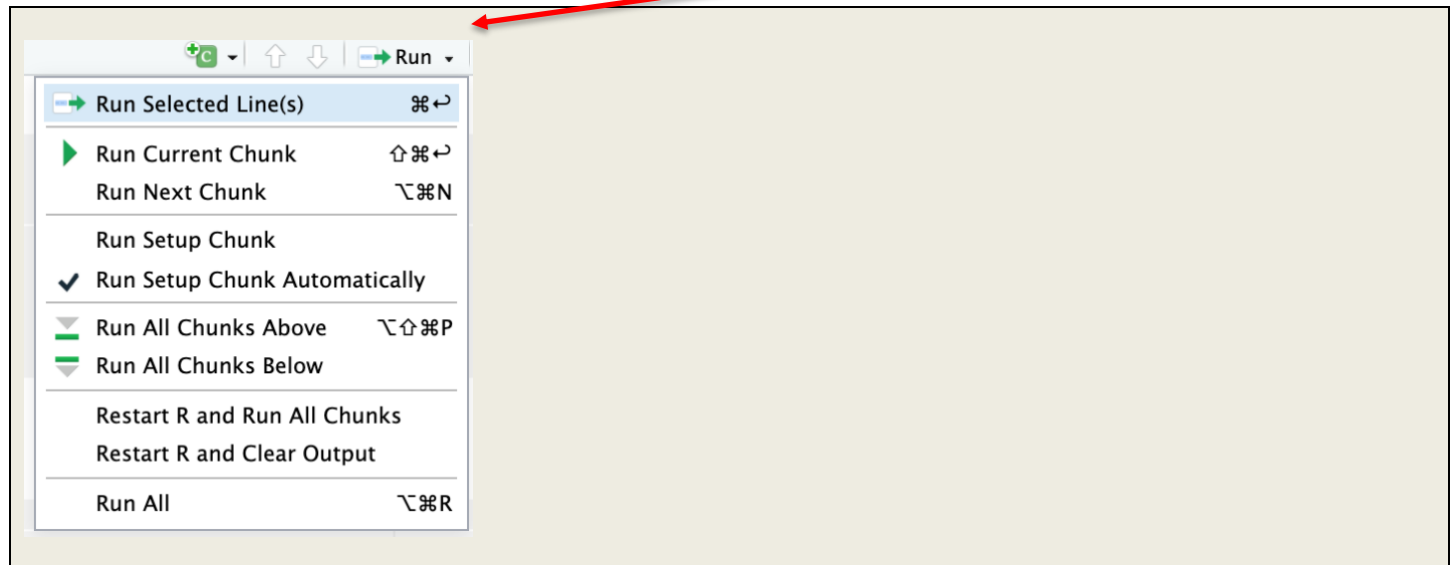 C Run
Run Selected Line(s) ⌘↩
Run Current Chunk ⇧⌘↩
Run Next Chunk ⌥⌘N
Run Setup Chunk
Run Setup Chunk Automatically
Run All Chunks Above ⌥⇧⌘P
Run All Chunks Below
Restart R and Run All Chunks
Restart R and Clear Output
Run All ⌥⌘R